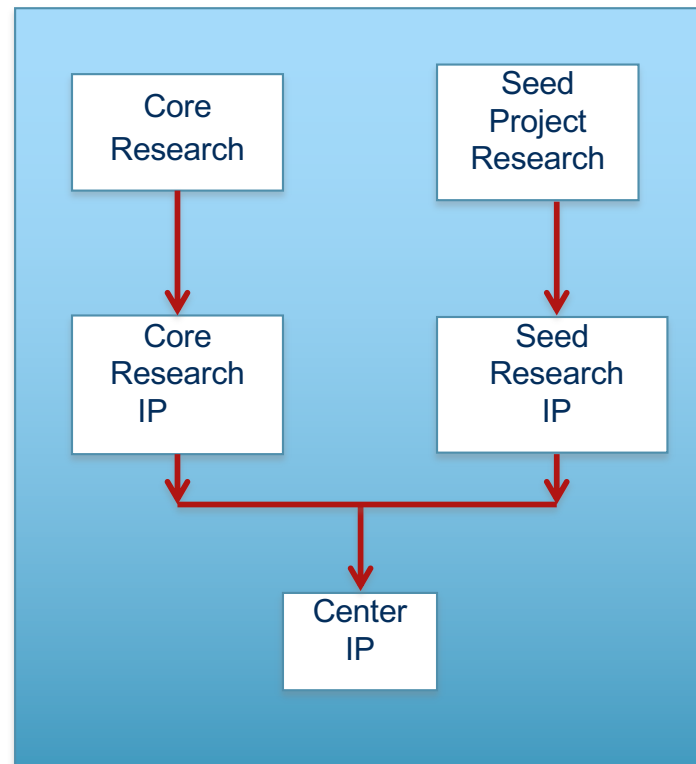 Core
Research
Seed
Project
Research
Core
Research
IP
Seed
Research
IP
Center
IP